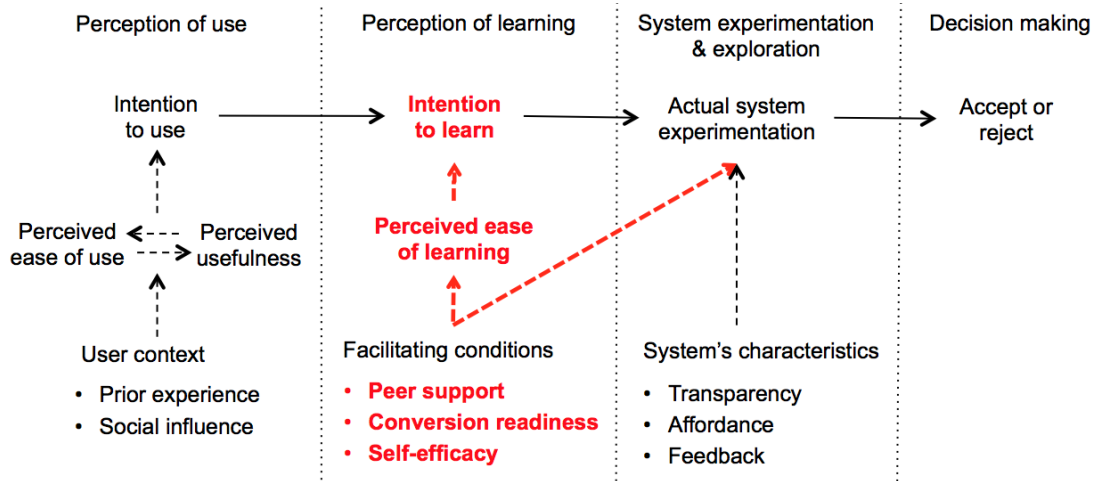 Perception of use
Perception of learning
System experimentation
& exploration
Decision making
Intention
to use
Intention
to learn
Actual system
experimentation
Accept or
reject
Perceived
ease of use
Perceived
usefulness
Perceived ease
of learning
User context
• Prior experience
• Social influence
Facilitating conditions
• Peer support
• Conversion readiness
• Self-efficacy
System’s characteristics
• Transparency
• Affordance
• Feedback